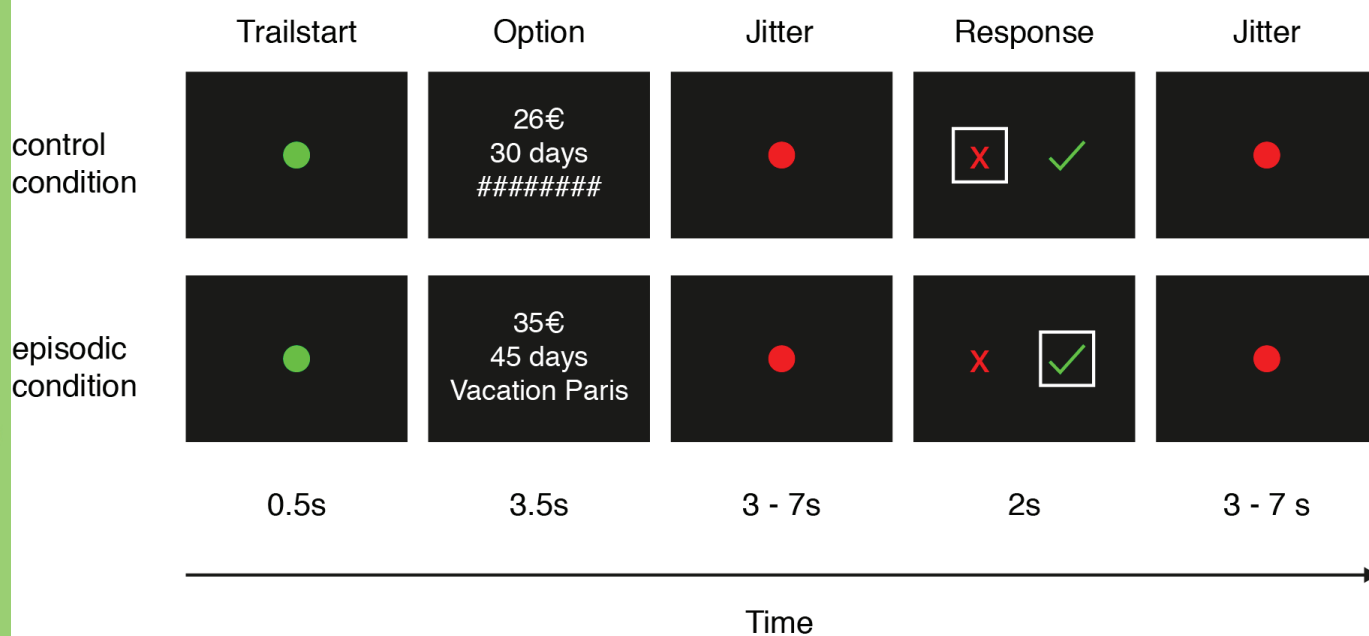 Trailstart Option Jitter Response Jitter
control
condition
26€
30 days
########
x ✓
episodic
condition
35€
45 days
Vacation Paris
x ✓
0.5s 3.5s 3 - 7s 2s 3 - 7 s
Time